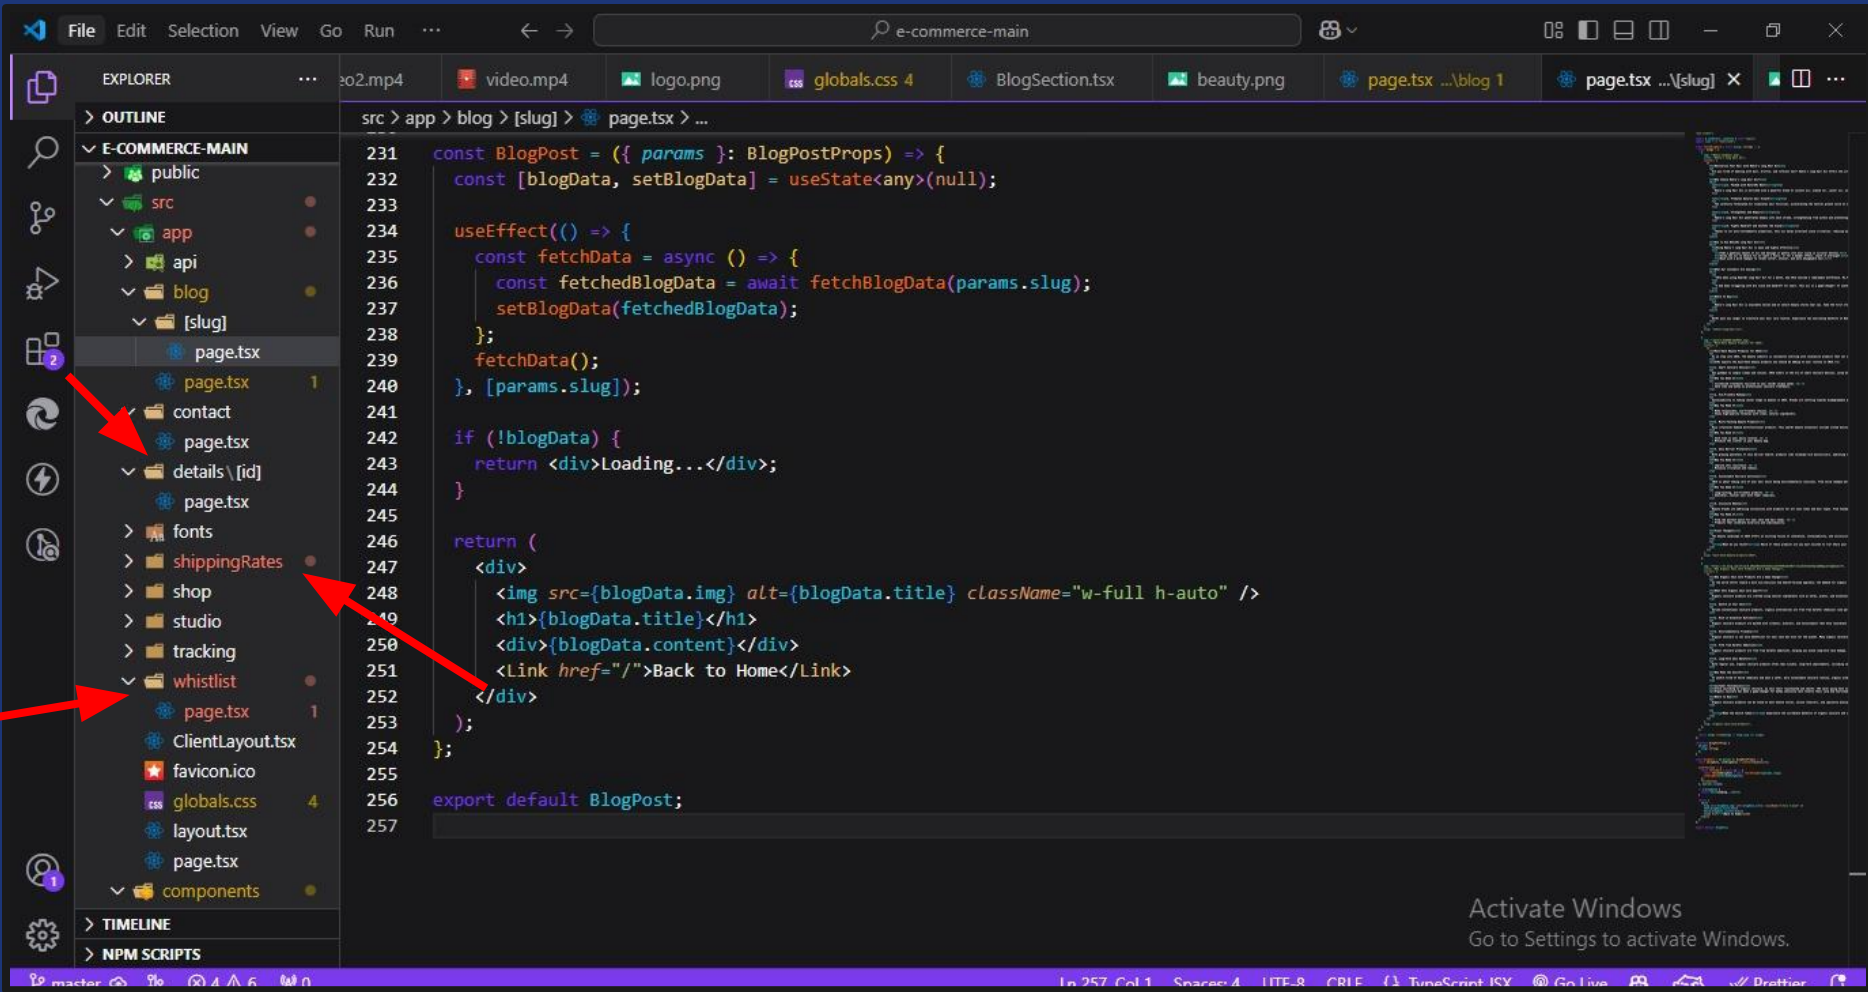 File Edit Selection View Go Run ... e-commerce-main
EXPLORER ... eo2.mp4 video.mp4 logo.png globals.css 4 BlogSection.tsx beauty.png page.tsx ...\blog 1 page.tsx ...\[slug]
OUTLINE
src > app > blog > [slug] > page.tsx > ...
E-COMMERCE-MAIN
public
src
app
api
blog
[slug]
page.tsx
page.tsx 1
contact
page.tsx
details\[id]
page.tsx
fonts
shippingRates
shop
studio
tracking
whistlist
page.tsx 1
ClientLayout.tsx
favicon.ico
globals.css 4
layout.tsx
page.tsx
components
TIMELINE
NPM SCRIPTS
2
1
231 const BlogPost = ({ params }: BlogPostProps) => {
232 const [blogData, setBlogData] = useState<any>(null);
233
234 useEffect(() => {
235 const fetchData = async () => {
236 const fetchedBlogData = await fetchBlogData(params.slug);
237 setBlogData(fetchedBlogData);
238 };
239 fetchData();
240 }, [params.slug]);
241
242 if (!blogData) {
243 return <div>Loading...</div>;
244 }
245
246 return (
247 <div>
248 <img src={blogData.img} alt={blogData.title} className="w-full h-auto" />
249 <h1>{blogData.title}</h1>
250 <div>{blogData.content}</div>
251 <Link href="/">Back to Home</Link>
252 </div>
253 );
254 };
255
256 export default BlogPost;
257
Activate Windows
Go to Settings to activate Windows.
master 4 6 0 Ln 257, Col 1 Spaces: 4 UTF-8 CRLF {} TypeScript JSX Go Live Prettier